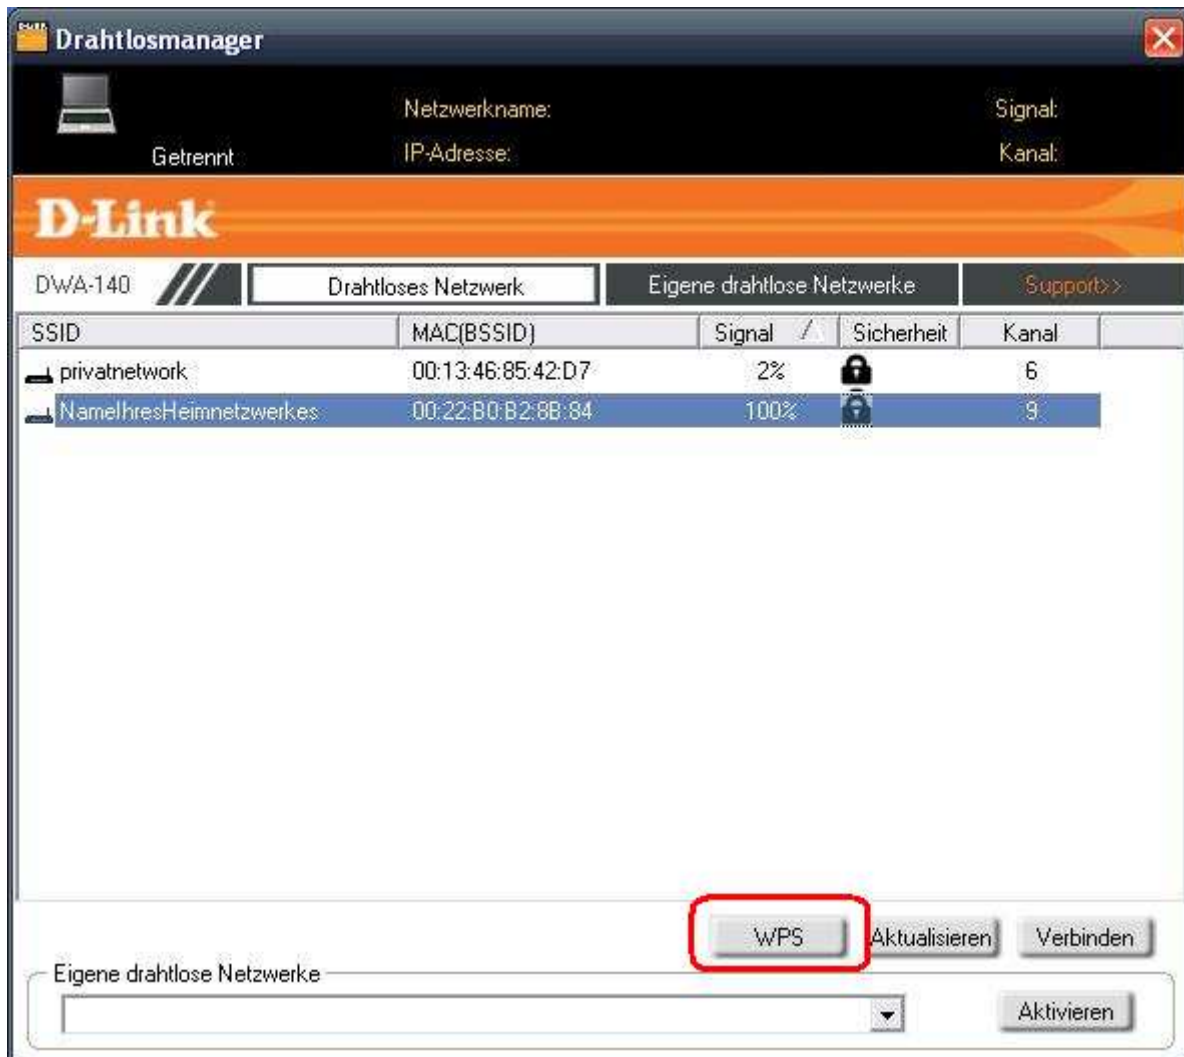 Drahtlosmanager
Netzwerkname: Signal:
Getrennt IP-Adresse: Kanal:
D-Link
DWA-140 Drahtloses Netzwerk Eigene drahtlose Netzwerke Support>>
SSID MAC(BSSID) Signal Sicherheit Kanal
privatnetwork 00:13:46:85:42:D7 2% 6
NameIhresHeimnetzwerkes 00:22:B0:B2:8B:84 100% 9
WPS Aktualisieren Verbinden
Eigene drahtlose Netzwerke
Aktivieren